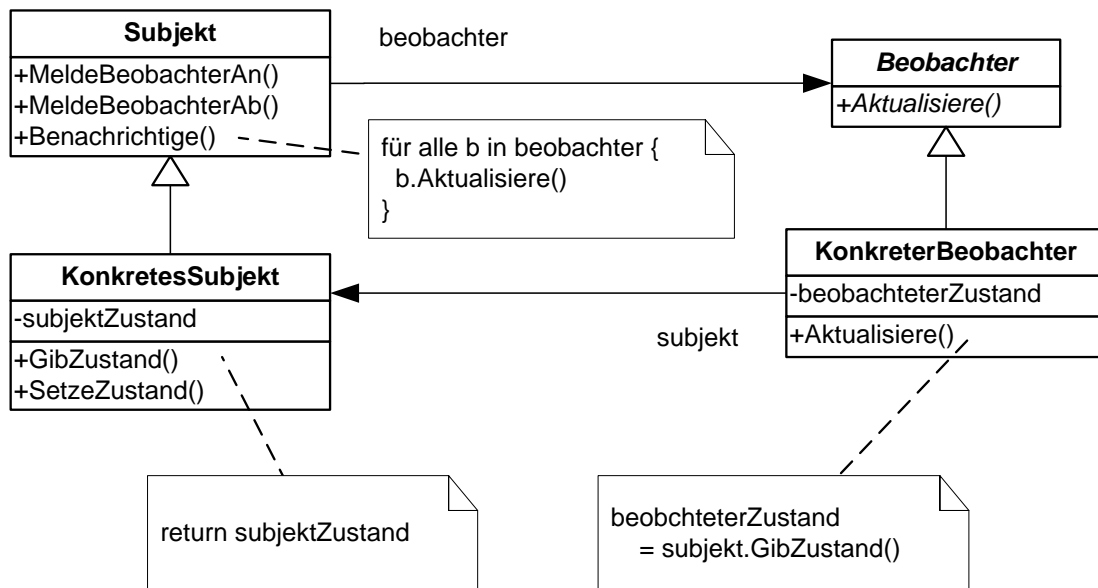 Subjekt
+MeldeBeobachterAn()
+MeldeBeobachterAb()
+Benachrichtige()
beobachter
Beobachter
+Aktualisiere()
für alle b in beobachter {
b.Aktualisiere()
}
KonkretesSubjekt
-subjektZustand
+GibZustand()
+SetzeZustand()
subjekt
KonkreterBeobachter
-beobachteterZustand
+Aktualisiere()
return subjektZustand
beobchteterZustand
= subjekt.GibZustand()